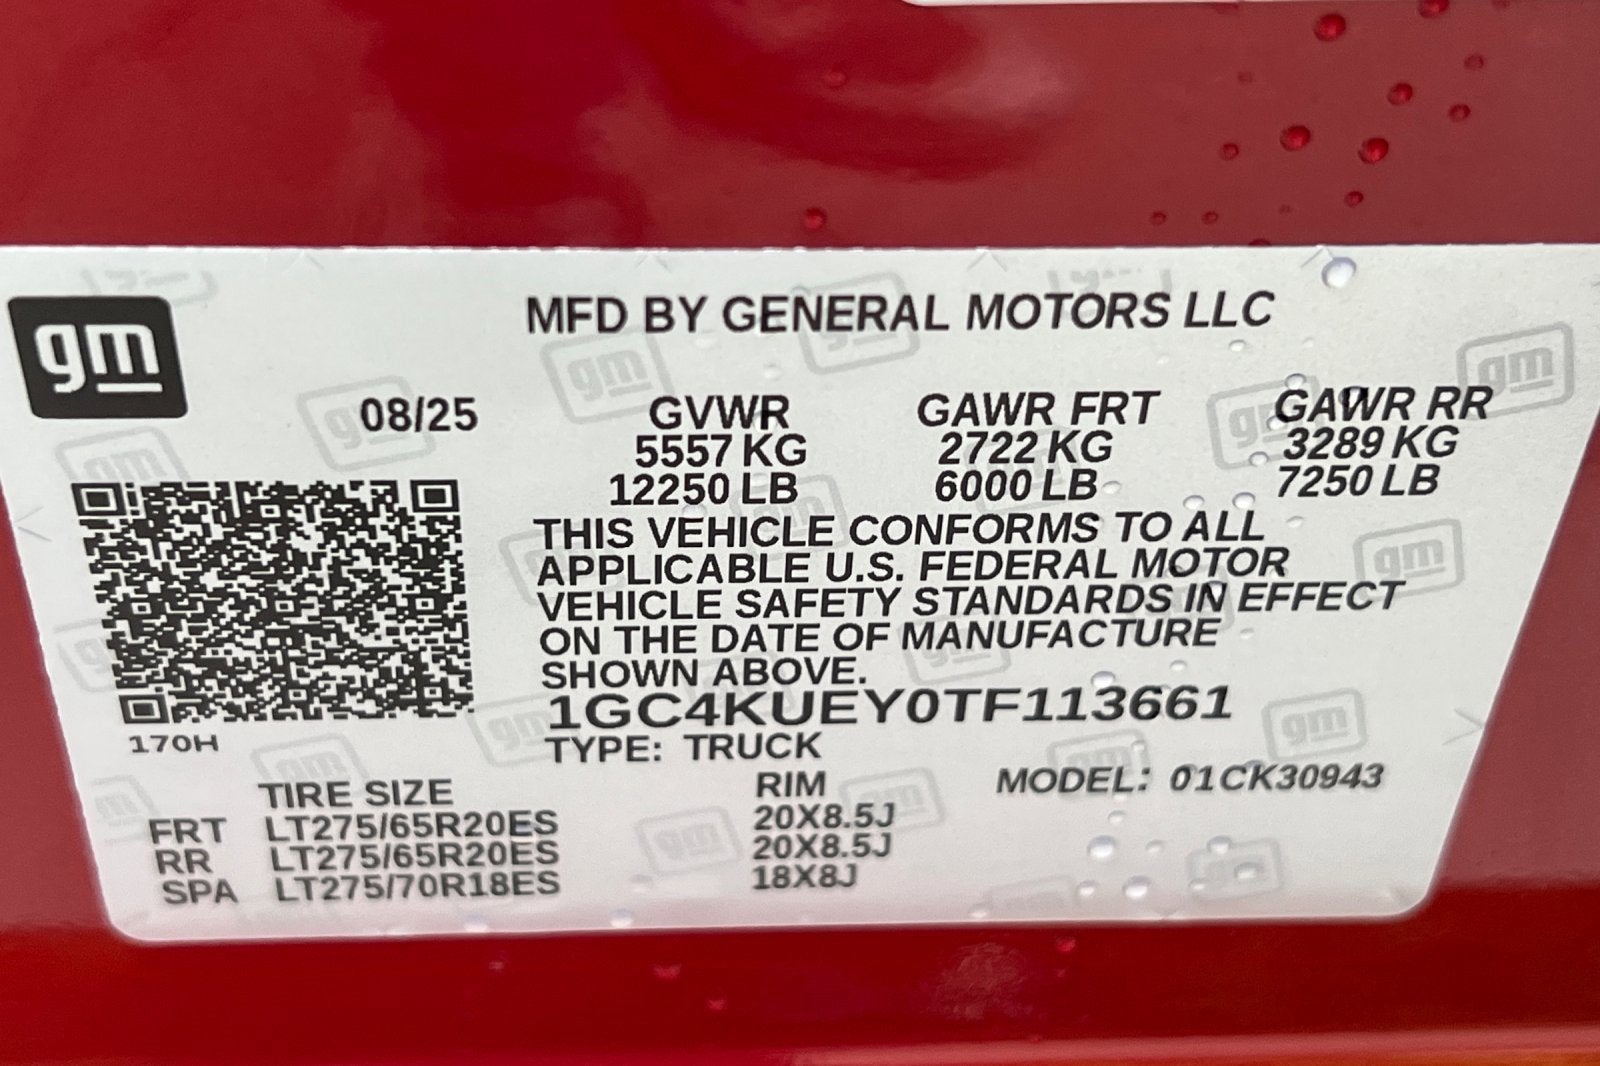 gm
MFD BY GENERAL MOTORS LLC
08/25 GVWR GAWR FRT GAWR RR
5557 KG 2722 KG 3289 KG
12250 LB 6000 LB 7250 LB
THIS VEHICLE CONFORMS TO ALL
APPLICABLE U.S. FEDERAL MOTOR
VEHICLE SAFETY STANDARDS IN EFFECT
ON THE DATE OF MANUFACTURE
SHOWN ABOVE.
1GC4KUEY0TF113661
170H
TYPE: TRUCK
MODEL: 01CK30943
TIRE SIZE RIM
FRT LT275/65R20ES 20X8.5J
RR LT275/65R20ES 20X8.5J
SPA LT275/70R18ES 18X8J